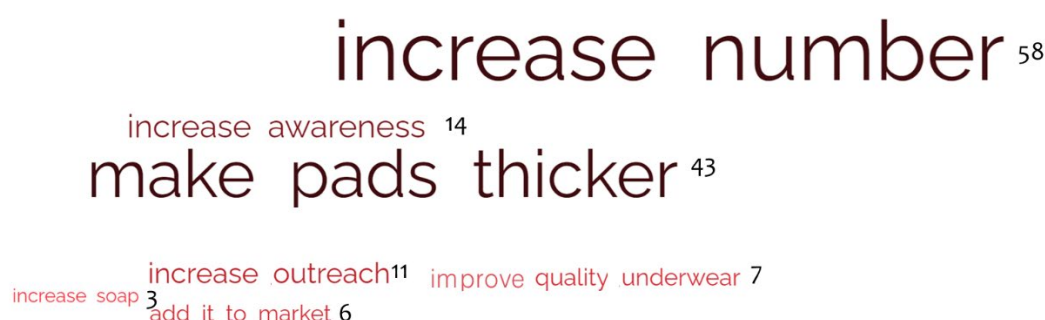 increase number 58
increase awareness 14
make pads thicker 43
increase outreach 11
improve quality underwear 7
increase soap 3
add it to market 6